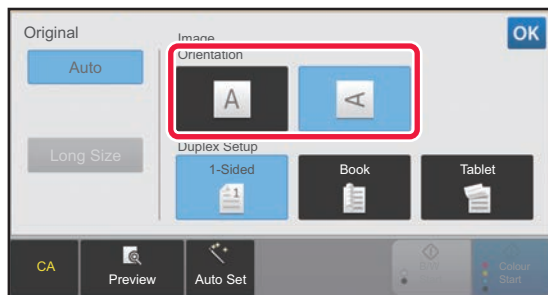 Original
Image
OK
Orientation
Auto
A
A
Long Size
Duplex Setup
1-Sided
Book
Tablet
1
CA
Preview
Auto Set
Colour
Start